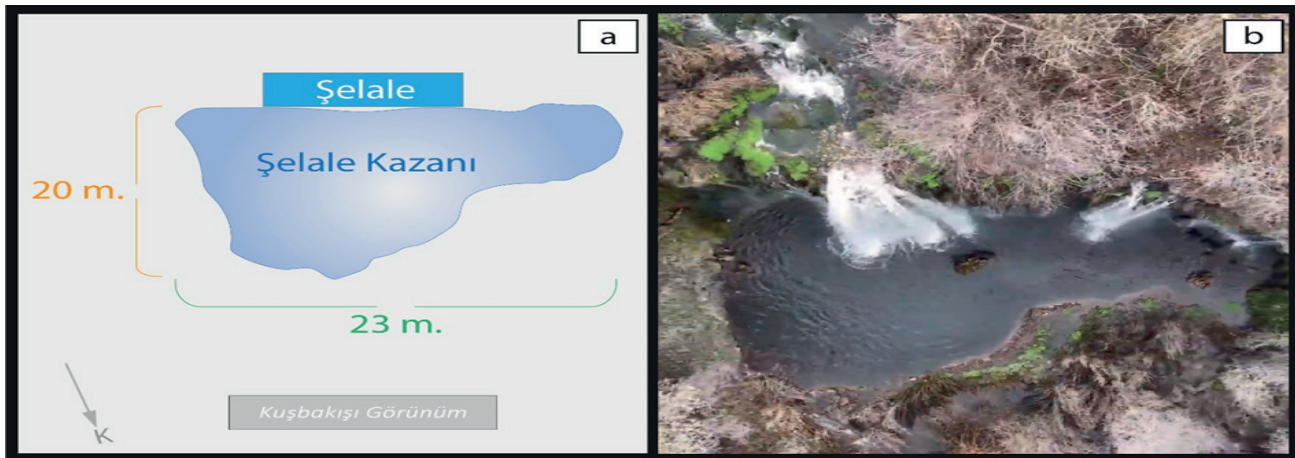 a
Şelale
Şelale Kazanı
20 m.
23 m.
K
Kuşbakışı Görünüm
b